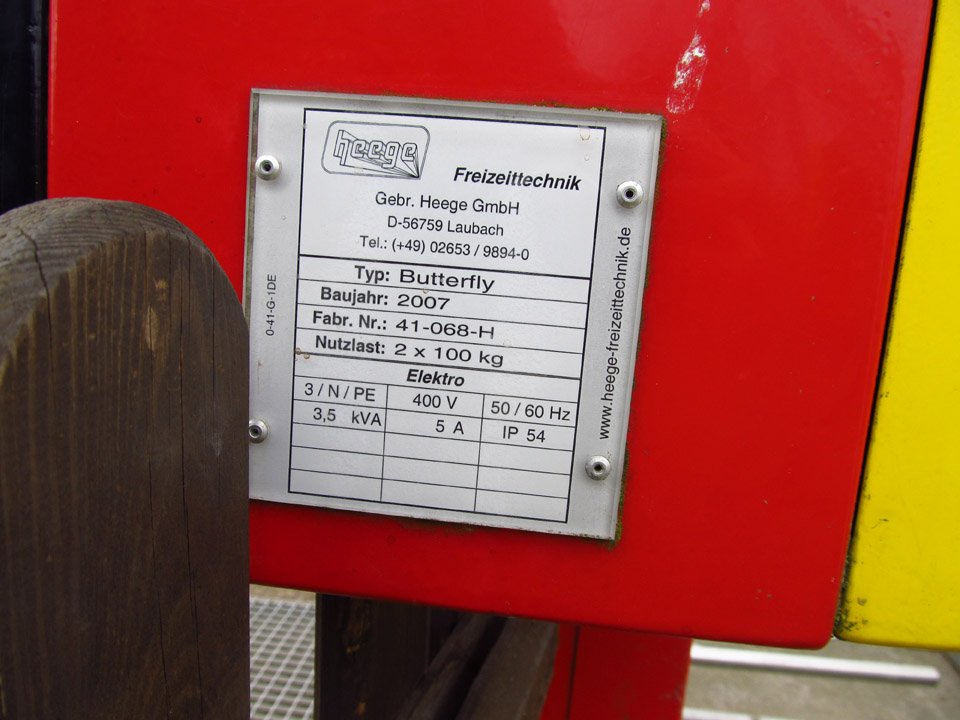 heege
Freizeittechnik
Gebr. Heege GmbH
D-56759 Laubach
Tel.: (+49) 02653 / 9894-0
Typ: Butterfly
Baujahr: 2007
Fabr. Nr.: 41-068-H
Nutzlast: 2 x 100 kg
Elektro
3 / N / PE 400 V 50 / 60 Hz
3,5 kVA 5 A IP 54
0-41-G-1DE
www.heege-freizeittechnik.de